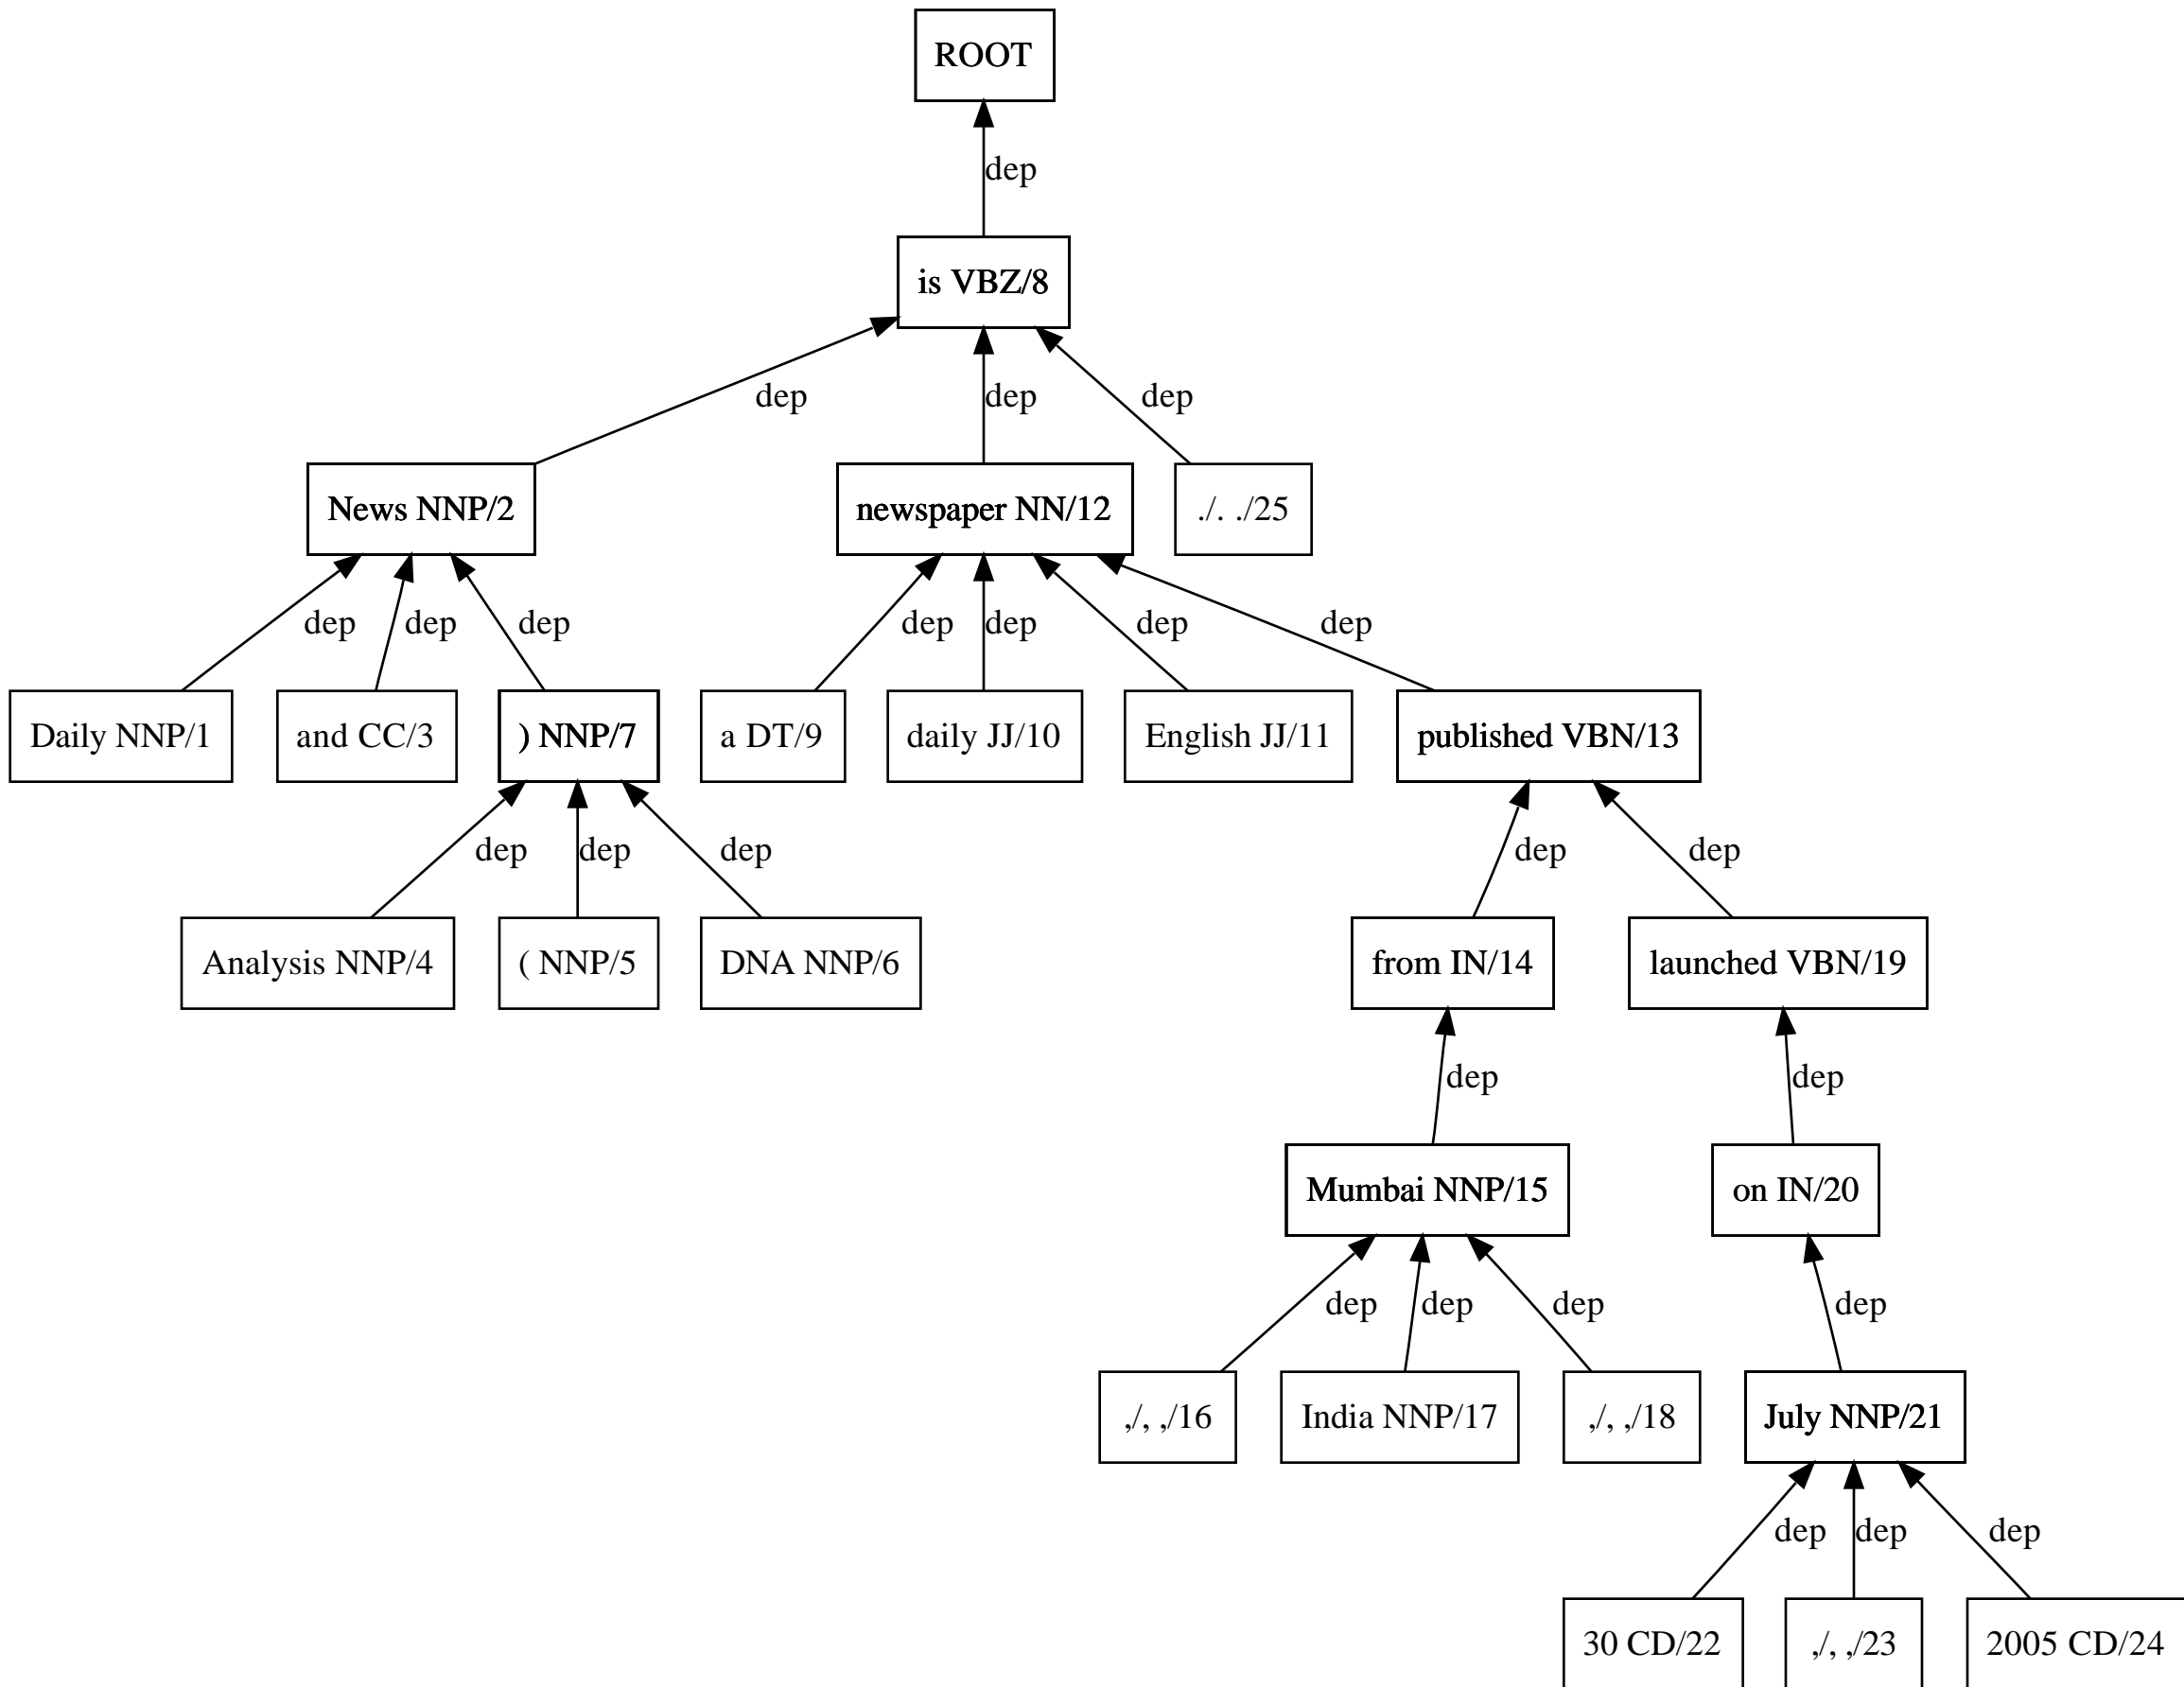 ROOT
dep
is VBZ/8
dep dep dep
News NNP/2 newspaper NN/12 ./. ./25
dep dep dep dep dep dep dep
Daily NNP/1 and CC/3 ) NNP/7 a DT/9 daily JJ/10 English JJ/11 published VBN/13
dep dep dep dep dep
Analysis NNP/4 ( NNP/5 DNA NNP/6 from IN/14 launched VBN/19
dep dep
Mumbai NNP/15 on IN/20
dep dep dep dep
,/, ,/16 India NNP/17 ,/, ,/18 July NNP/21
dep dep dep
30 CD/22 ,/, ,/23 2005 CD/24